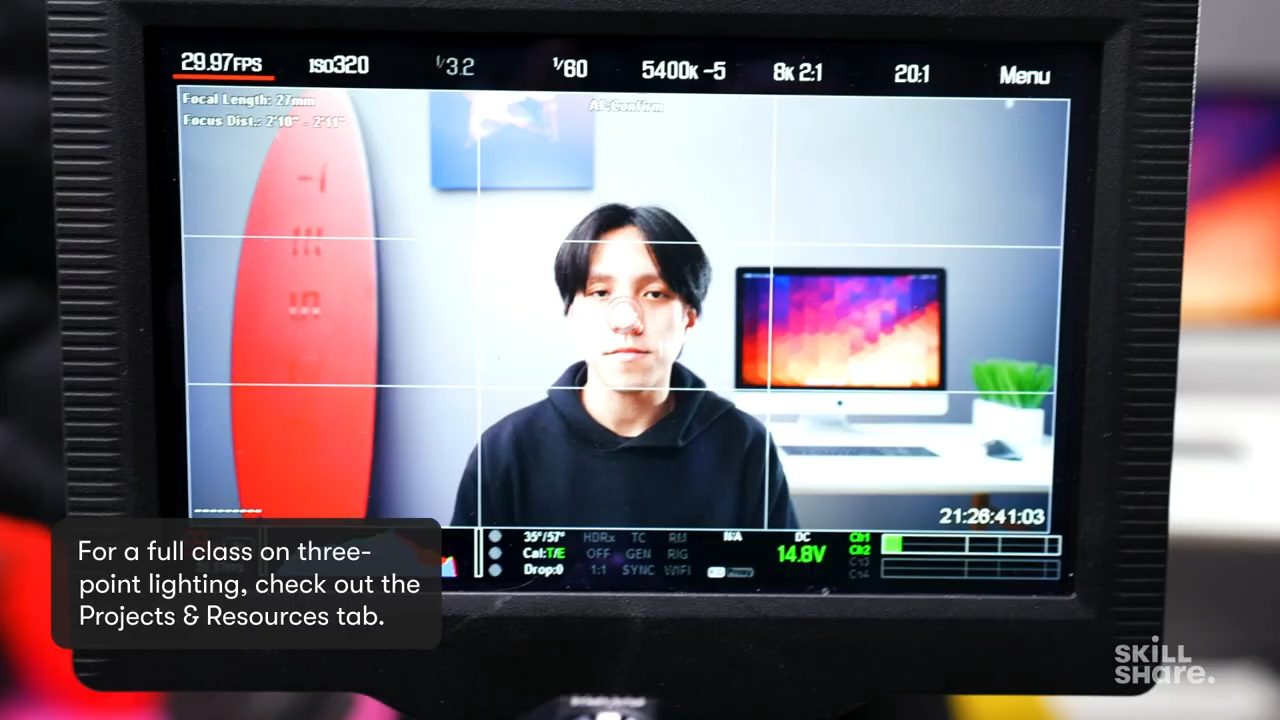 29.97FPS ISO320 f/3.2 1/60 5400K -5 8K 2:1 20:1 Menu
Focal Length: 27mm
AF:Confirm
Focus Dist.: 2'10" - 2'11"
21:26:41:03
35°/57° HDRx TC RM N/A DC Ch1
Cal:T/E OFF GEN RIG 14.8V Ch2
Drop:0 1:1 SYNC WIFI
For a full class on three-
point lighting, check out the
Projects & Resources tab.
SKILL
SHare.